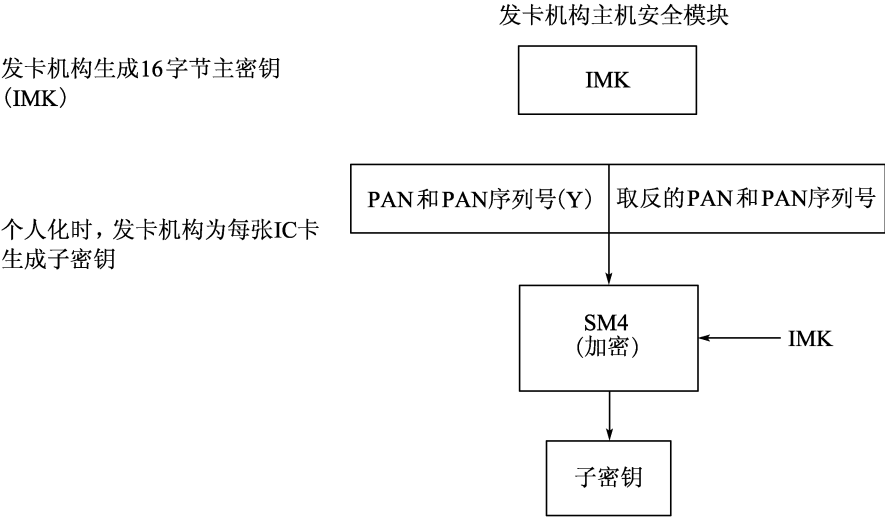 发卡机构主机安全模块
发卡机构生成16字节主密钥
(IMK)
IMK
PAN和PAN序列号(Y)
取反的PAN和PAN序列号
个人化时，发卡机构为每张IC卡
生成子密钥
SM4
(加密)
IMK
子密钥